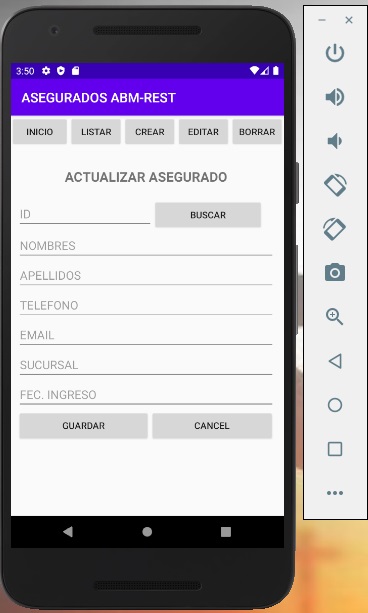 3:50
ASEGURADOS ABM-REST
INICIO LISTAR CREAR EDITAR BORRAR
ACTUALIZAR ASEGURADO
ID BUSCAR
NOMBRES
APELLIDOS
TELEFONO
EMAIL
SUCURSAL
FEC. INGRESO
GUARDAR CANCEL